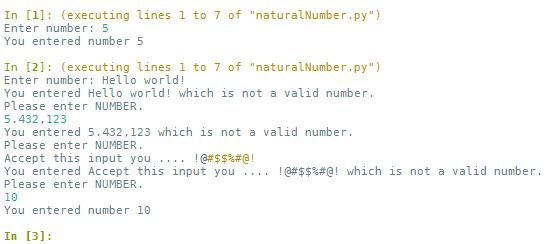 In [1]: (executing lines 1 to 7 of "naturalNumber.py")
Enter number: 5
You entered number 5
In [2]: (executing lines 1 to 7 of "naturalNumber.py")
Enter number: Hello world!
You entered Hello world! which is not a valid number.
Please enter NUMBER.
5.432,123
You entered 5.432,123 which is not a valid number.
Please enter NUMBER.
Accept this input you .... !@#$$%#@!
You entered Accept this input you .... !@#$$%#@! which is not a valid number.
Please enter NUMBER.
10
You entered number 10
In [3]: